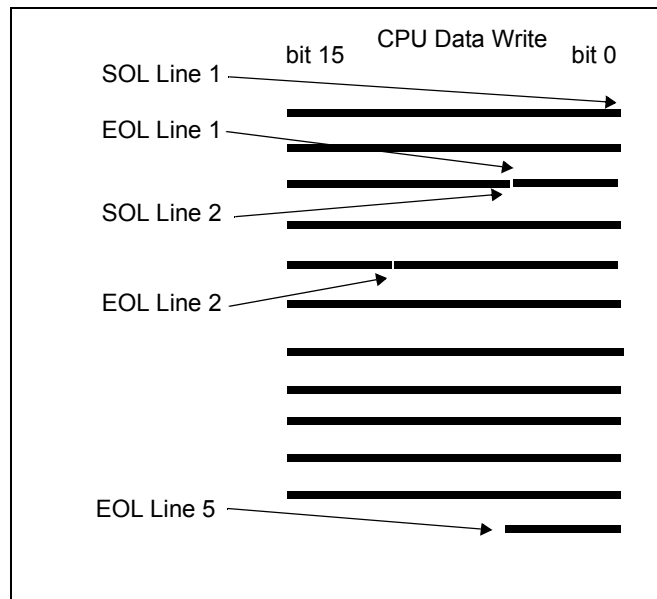 CPU Data Write
bit 15 bit 0
SOL Line 1
EOL Line 1
SOL Line 2
EOL Line 2
EOL Line 5